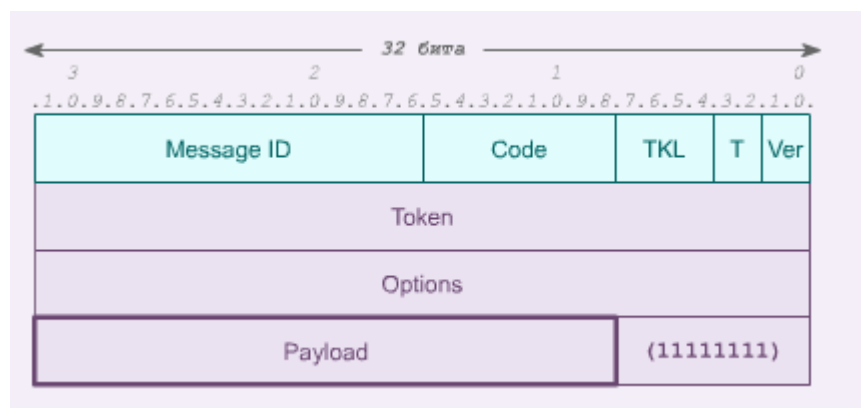 32 бита
3 2 1 0
.1.0.9.8.7.6.5.4.3.2.1.0.9.8.7.6.5.4.3.2.1.0.9.8.7.6.5.4.3.2.1.0.
Message ID Code TKL T Ver
Token
Options
Payload (11111111)